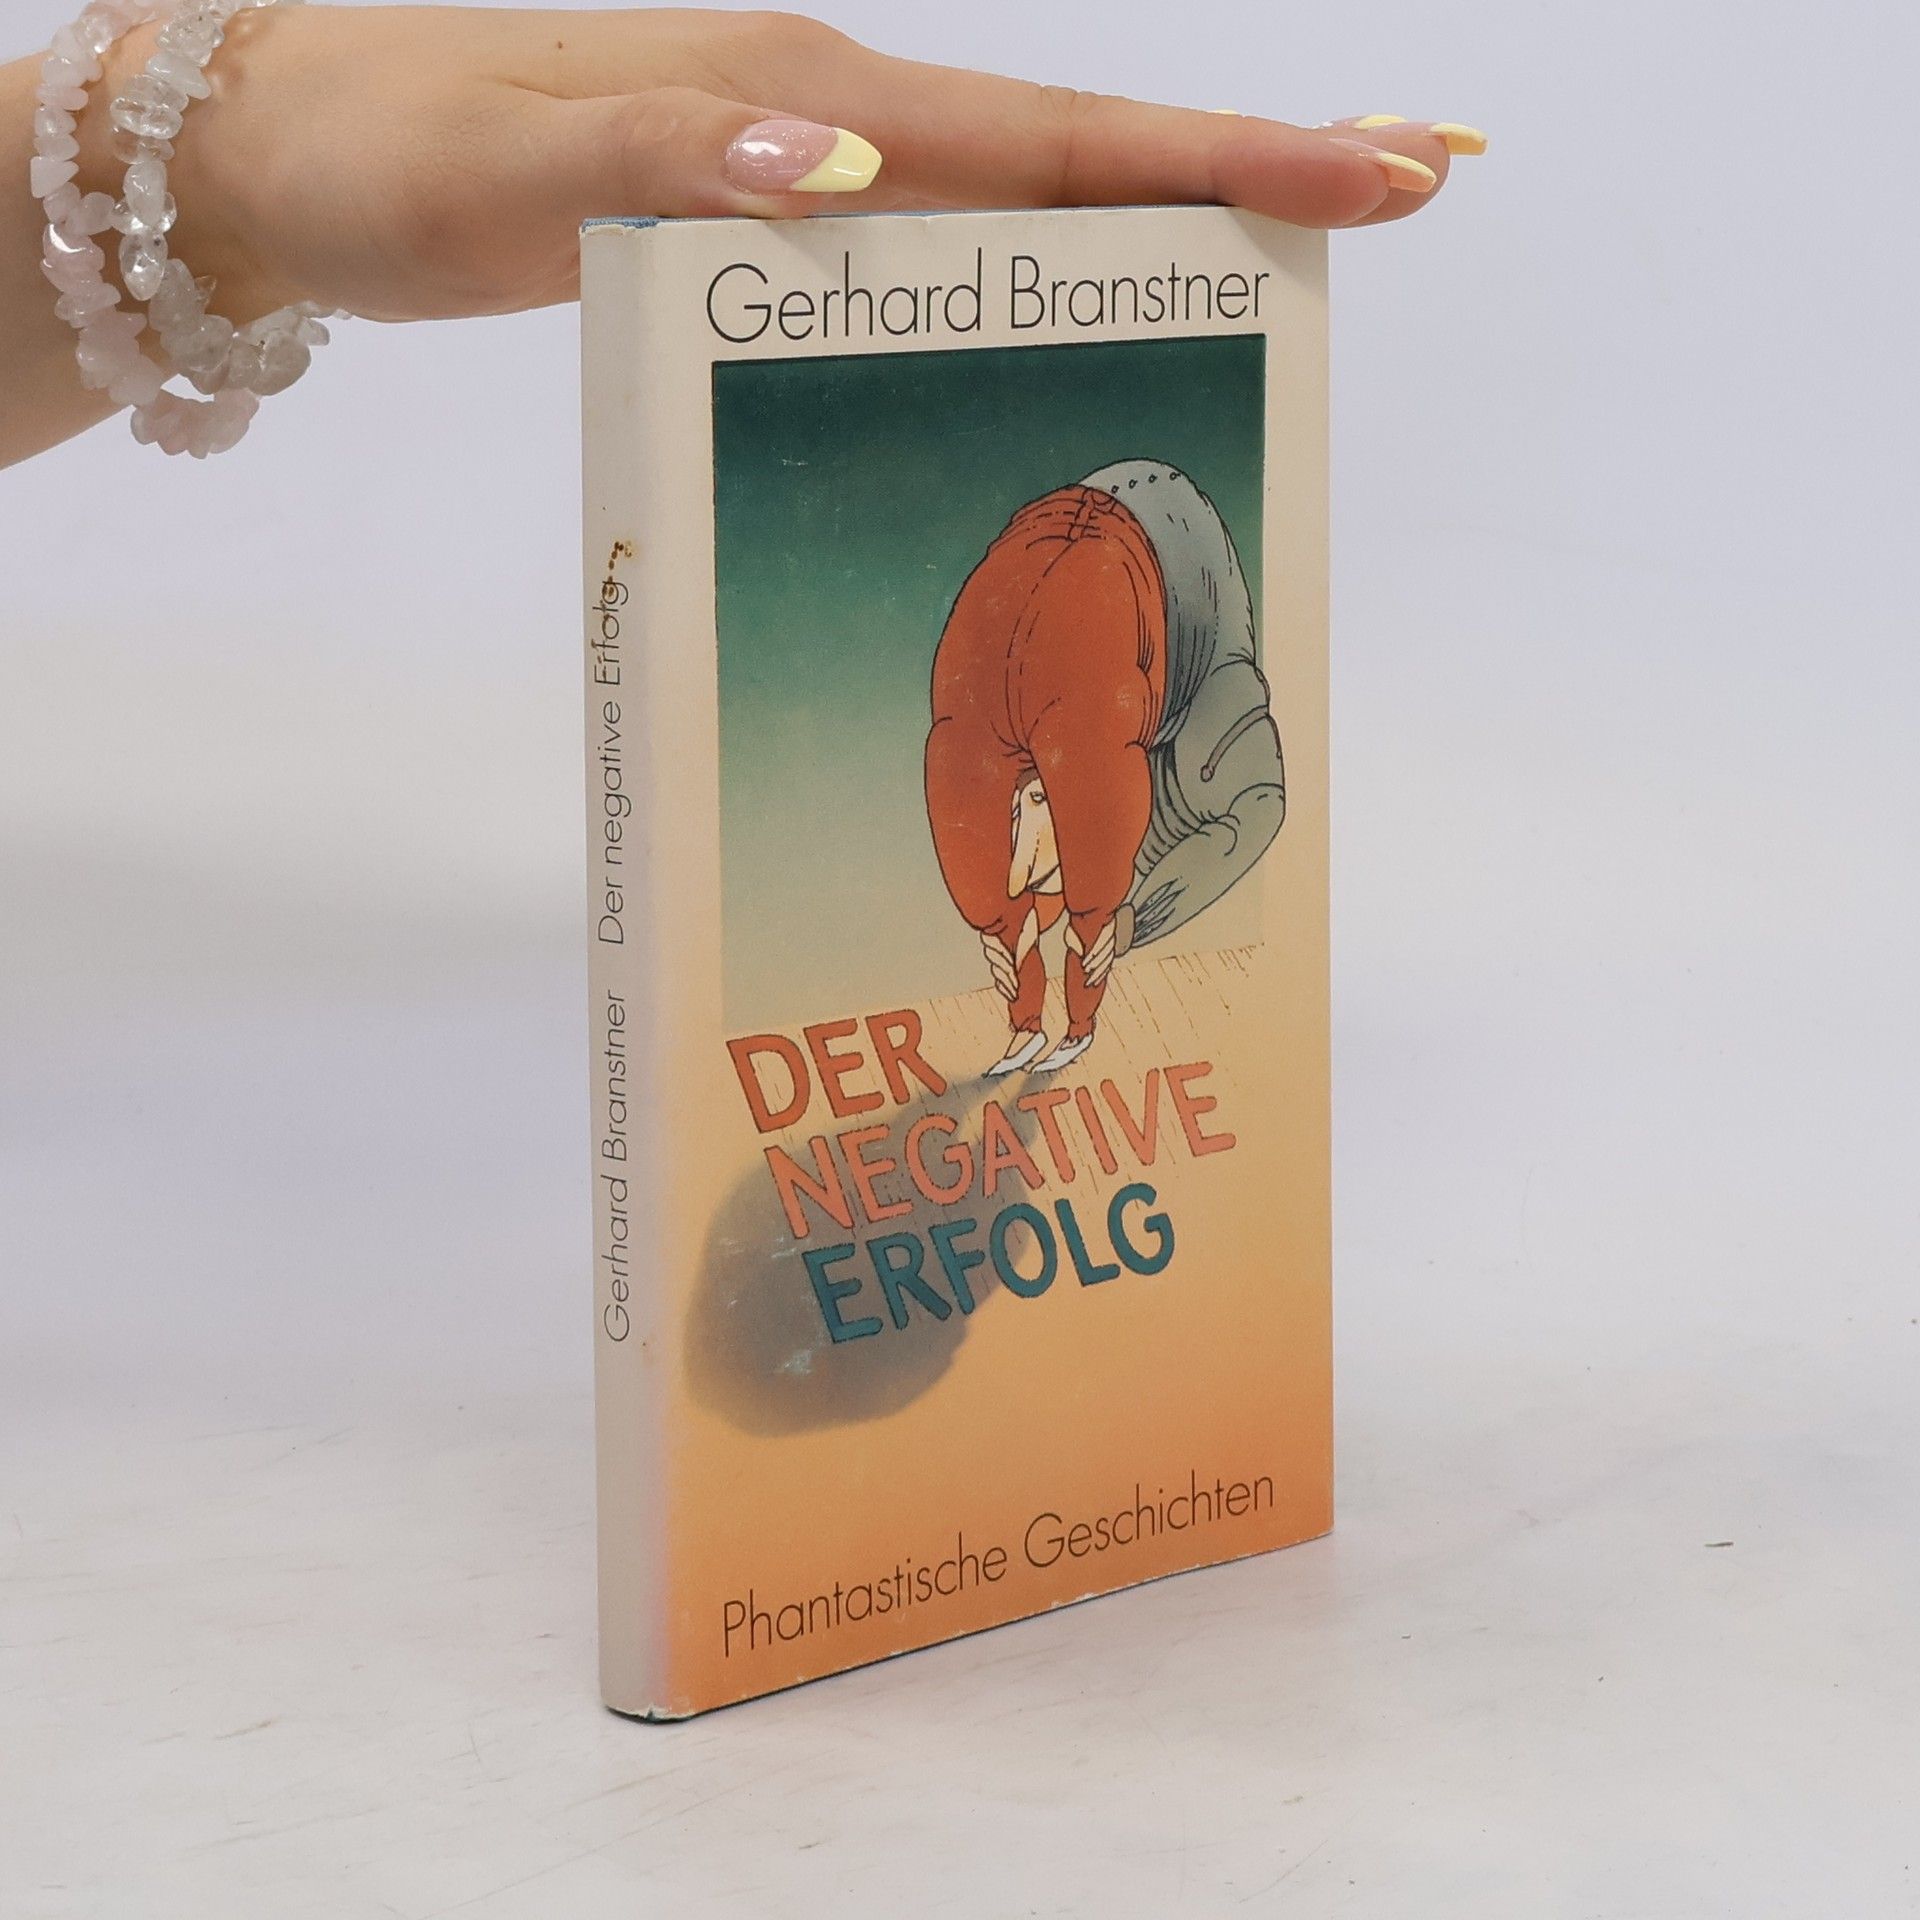 Gerhard Branstner
DER
NEGATIVE
ERFOLG
Phantastische Geschichten
Gerhard Branstner Der negative Erfolg